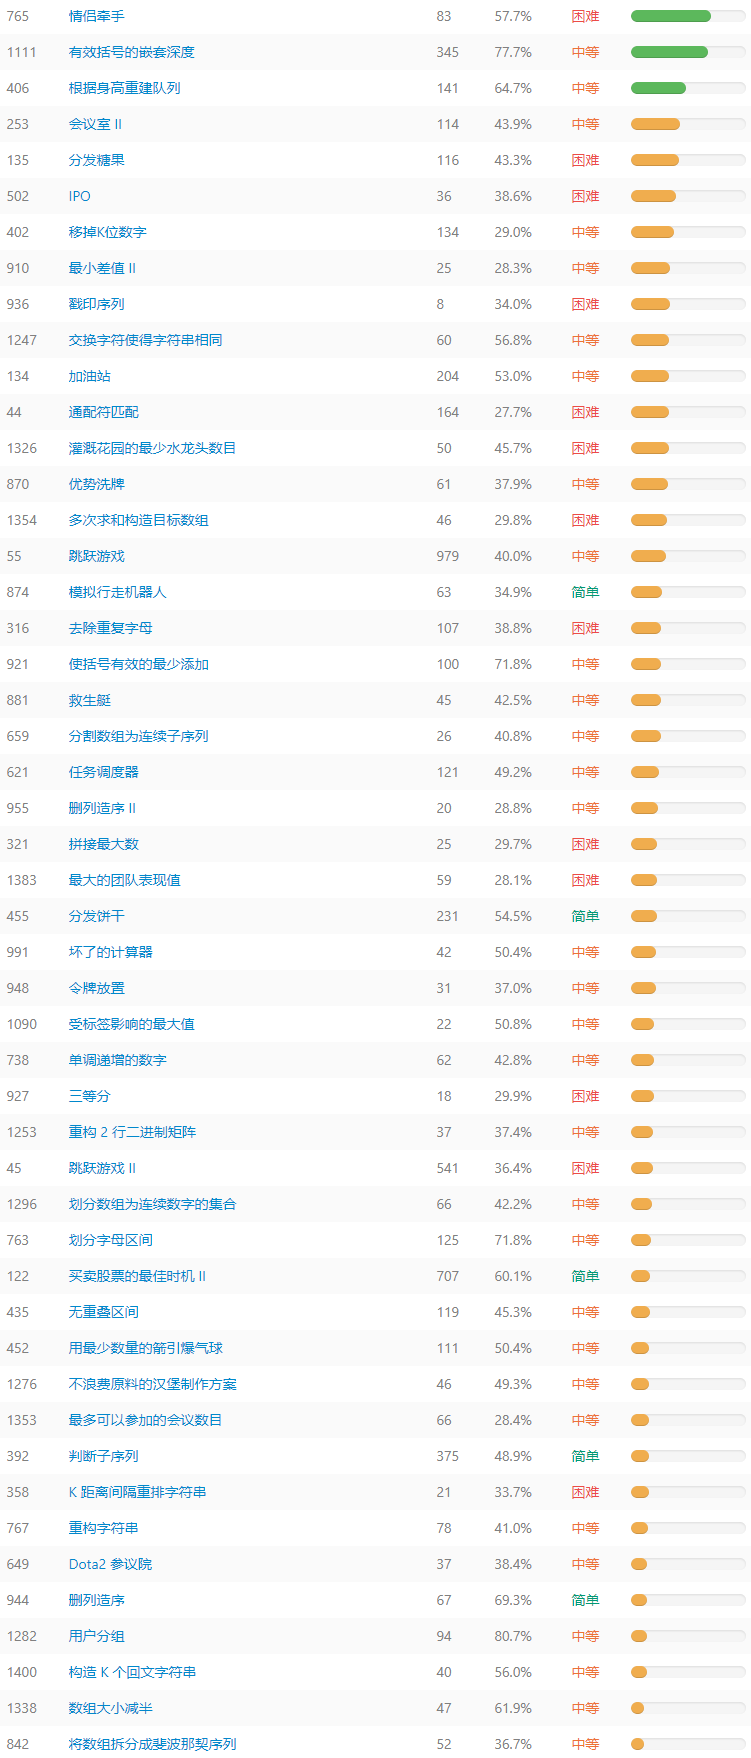 765 情侣牵手 83 57.7% 困难
1111 有效括号的嵌套深度 345 77.7% 中等
406 根据身高重建队列 141 64.7% 中等
253 会议室 II 114 43.9% 中等
135 分发糖果 116 43.3% 困难
502 IPO 36 38.6% 困难
402 移掉K位数字 134 29.0% 中等
910 最小差值 II 25 28.3% 中等
936 戳印序列 8 34.0% 困难
1247 交换字符使得字符串相同 60 56.8% 中等
134 加油站 204 53.0% 中等
44 通配符匹配 164 27.7% 困难
1326 灌溉花园的最少水龙头数目 50 45.7% 困难
870 优势洗牌 61 37.9% 中等
1354 多次求和构造目标数组 46 29.8% 困难
55 跳跃游戏 979 40.0% 中等
874 模拟行走机器人 63 34.9% 简单
316 去除重复字母 107 38.8% 困难
921 使括号有效的最少添加 100 71.8% 中等
881 救生艇 45 42.5% 中等
659 分割数组为连续子序列 26 40.8% 中等
621 任务调度器 121 49.2% 中等
955 删列造序 II 20 28.8% 中等
321 拼接最大数 25 29.7% 困难
1383 最大的团队表现值 59 28.1% 困难
455 分发饼干 231 54.5% 简单
991 坏了的计算器 42 50.4% 中等
948 令牌放置 31 37.0% 中等
1090 受标签影响的最大值 22 50.8% 中等
738 单调递增的数字 62 42.8% 中等
927 三等分 18 29.9% 困难
1253 重构 2 行二进制矩阵 37 37.4% 中等
45 跳跃游戏 II 541 36.4% 困难
1296 划分数组为连续数字的集合 66 42.2% 中等
763 划分字母区间 125 71.8% 中等
122 买卖股票的最佳时机 II 707 60.1% 简单
435 无重叠区间 119 45.3% 中等
452 用最少数量的箭引爆气球 111 50.4% 中等
1276 不浪费原料的汉堡制作方案 46 49.3% 中等
1353 最多可以参加的会议数目 66 28.4% 中等
392 判断子序列 375 48.9% 简单
358 K 距离间隔重排字符串 21 33.7% 困难
767 重构字符串 78 41.0% 中等
649 Dota2 参议院 37 38.4% 中等
944 删列造序 67 69.3% 简单
1282 用户分组 94 80.7% 中等
1400 构造 K 个回文字符串 40 56.0% 中等
1338 数组大小减半 47 61.9% 中等
842 将数组拆分成斐波那契序列 52 36.7% 中等